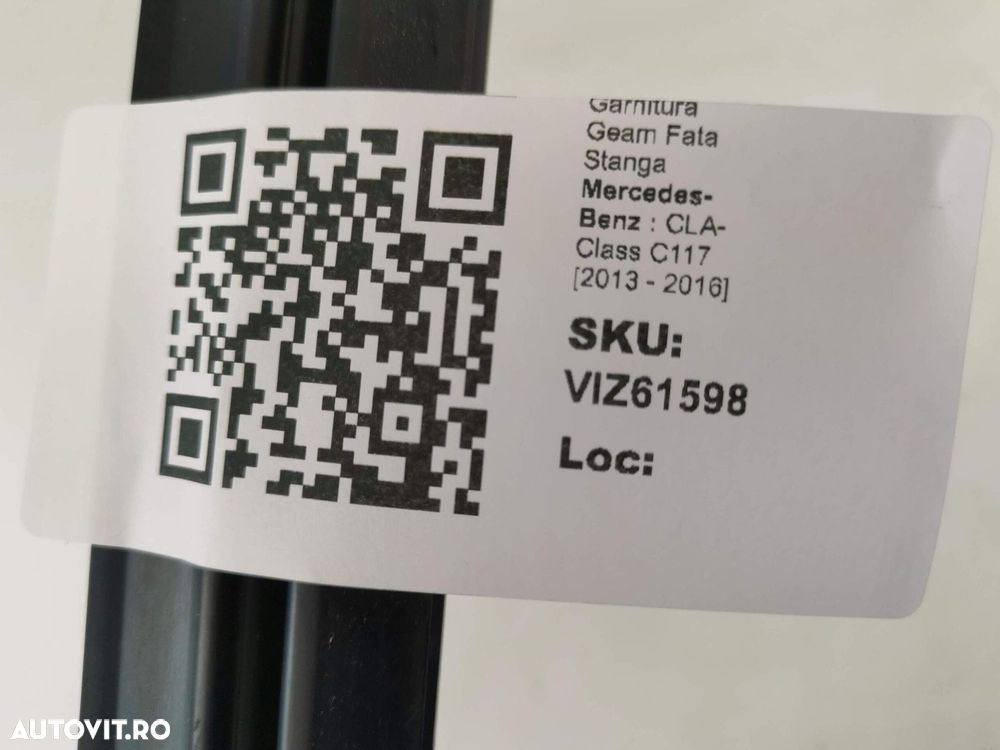 Garnitura
Geam Fata
Stanga
Mercedes-
Benz : CLA-
Class C117
[2013 - 2016]
SKU:
VIZ61598
Loc:
AUTOVIT.RO